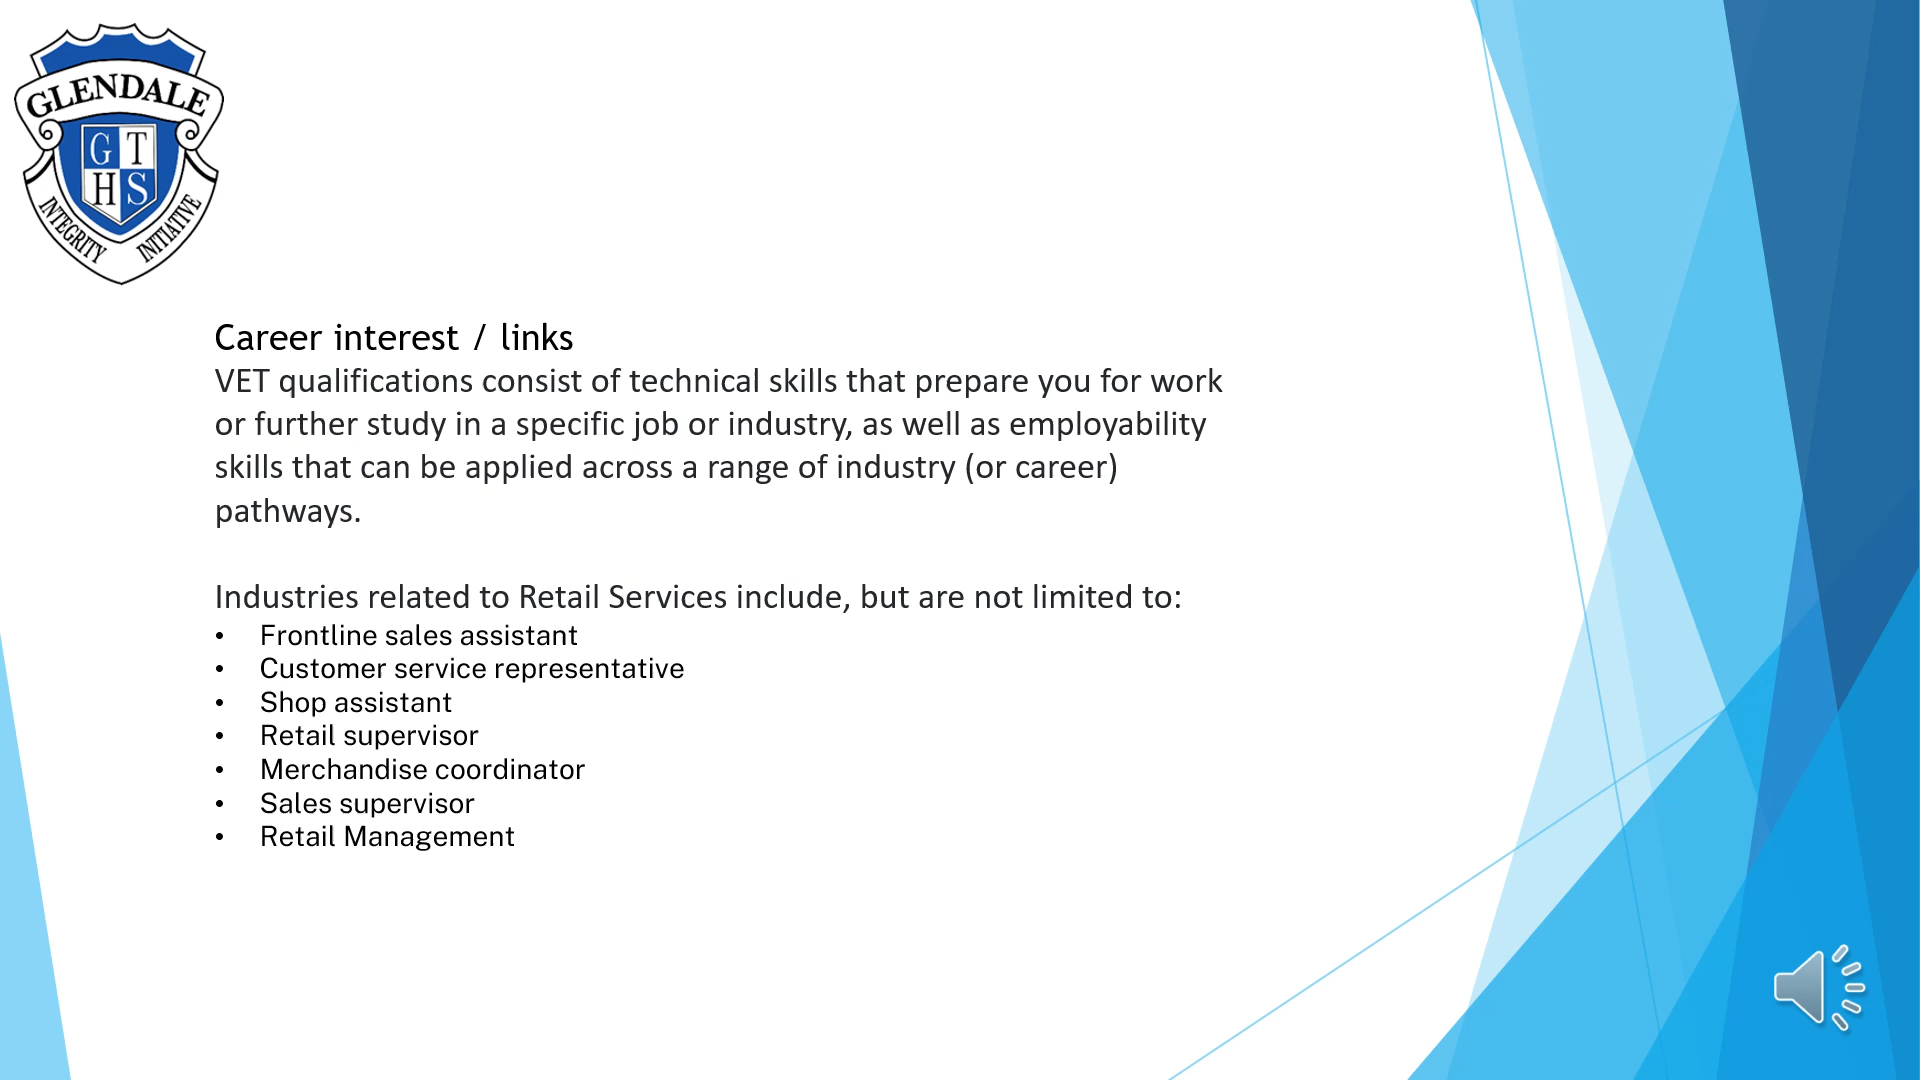 GLENDALE
G T
H S
INTEGRITY INITIATIVE
Career interest / links
VET qualifications consist of technical skills that prepare you for work
or further study in a specific job or industry, as well as employability
skills that can be applied across a range of industry (or career)
pathways.
Industries related to Retail Services include, but are not limited to:
• Frontline sales assistant
• Customer service representative
• Shop assistant
• Retail supervisor
• Merchandise coordinator
• Sales supervisor
• Retail Management